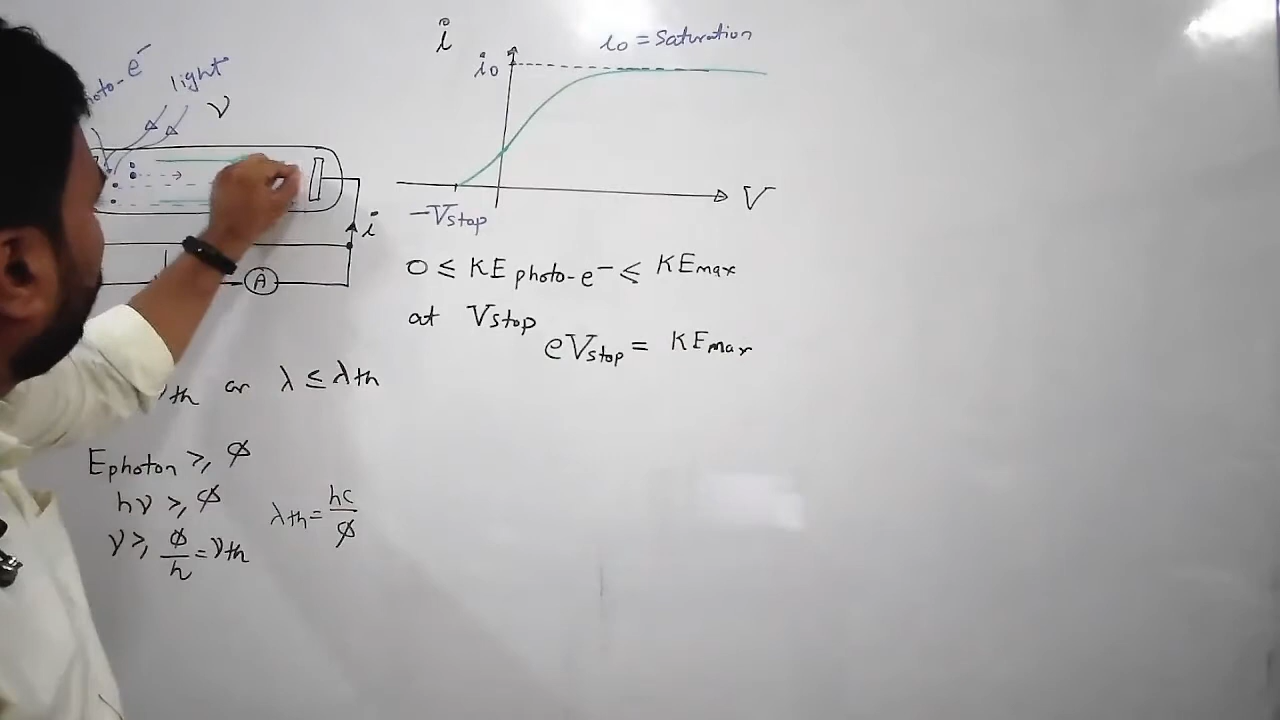 light
ν
A
i
i
i₀
i₀ = Saturation
V
-Vstop
0 ≤ KE photo-e⁻ ≤ KEmax
at Vstop
eVstop = KEmax
th or λ ≤ λth
Ephoton ≥ φ
hν ≥ φ
ν ≥ φ/h = νth
λth = hc/φ